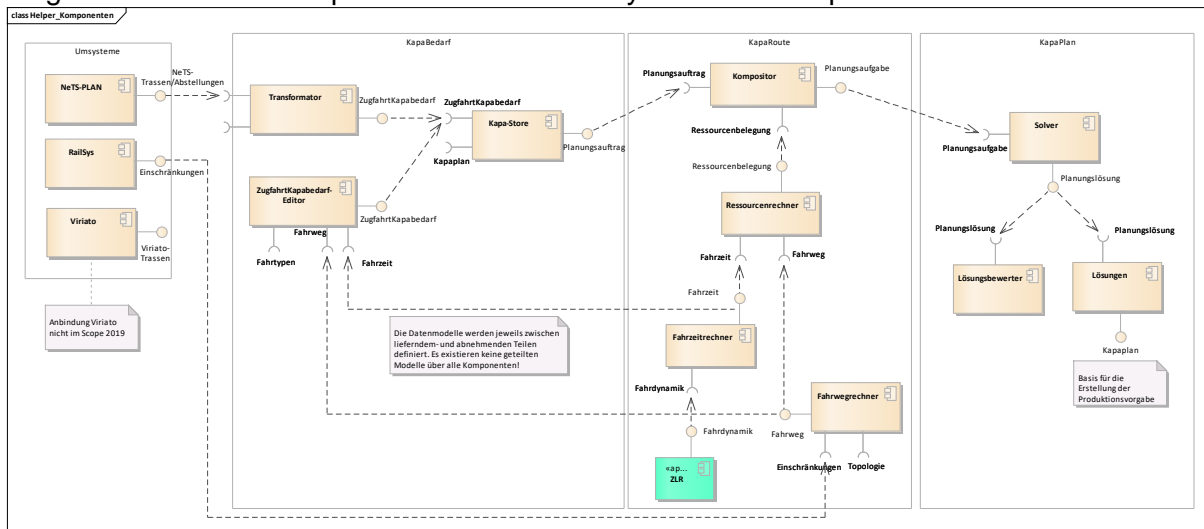 class Helper_Komponenten
Umsysteme
NeTS-PLAN
NeTS-
Trassen/Abstellungen
RailSys
Einschränkungen
Viriato
Viriato-
Trassen
Anbindung Viriato
nicht im Scope 2019
KapaBedarf
Transformator
ZugfahrtKapabedarf
ZugfahrtKapabedarf
Kapa-Store
Kapaplan
Planungsauftrag
ZugfahrtKapabedarf-
Editor
ZugfahrtKapabedarf
Fahrweg
Fahrtypen
Fahrzeit
Die Datenmodelle werden jeweils zwischen
lieferndem- und abnehmenden Teilen
definiert. Es existieren keine geteilten
Modelle über alle Komponenten!
KapaRoute
Planungsauftrag
Kompositor
Planungsaufgabe
Ressourcenbelegung
Ressourcenbelegung
Ressourcenrechner
Fahrzeit
Fahrweg
Fahrzeit
Fahrzeitrechner
Fahrdynamik
Fahrdynamik
«ap...
ZLR
Fahrwegrechner
Fahrweg
Einschränkungen
Topologie
KapaPlan
Solver
Planungsaufgabe
Planungslösung
Planungslösung
Planungslösung
Lösungsbewerter
Lösungen
Kapaplan
Basis für die
Erstellung der
Produktionsvorgabe